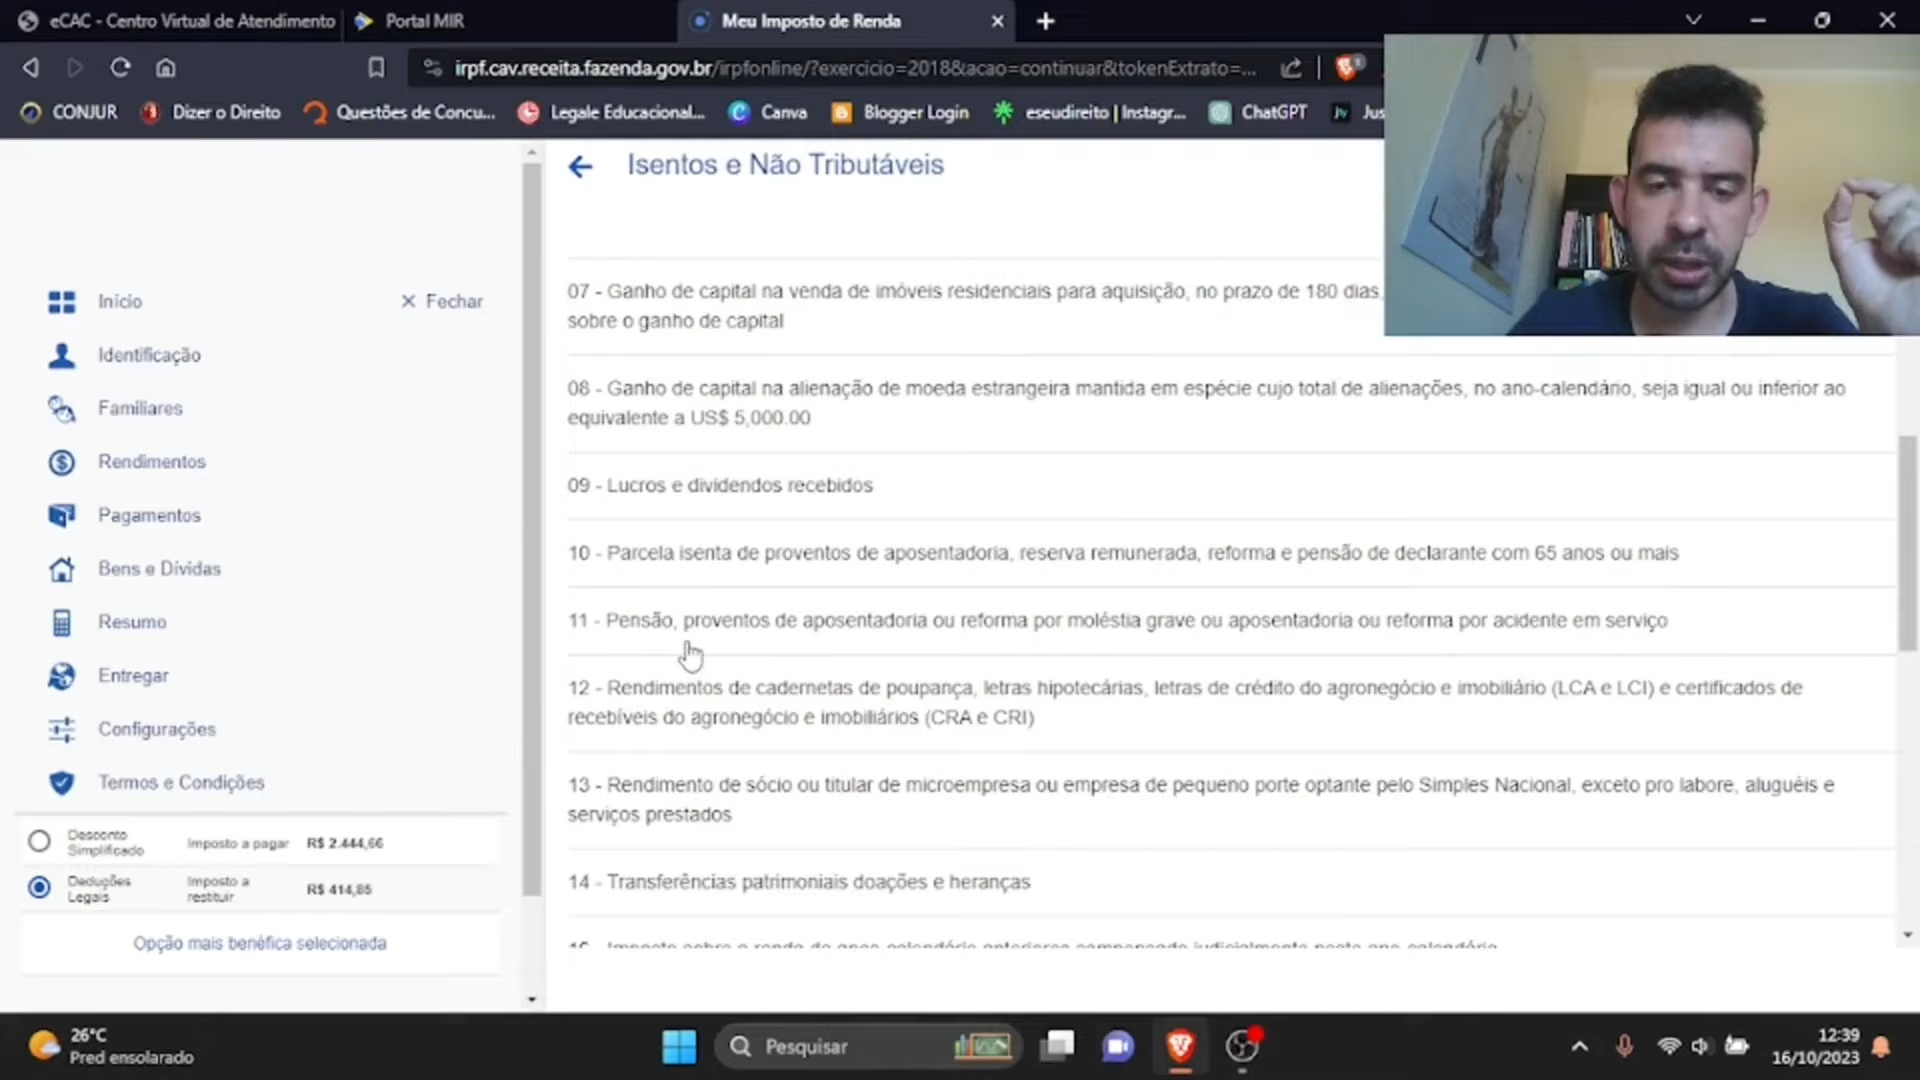 eCAC - Centro Virtual de Atendimento
Portal MIR
Meu Imposto de Renda
irpf.cav.receita.fazenda.gov.br/irpfonline/?exercicio=2018&acao=continuar&tokenExtrato=...
CONJUR
Dizer o Direito
Questões de Concu...
Legale Educacional...
Canva
Blogger Login
eseudireito | Instagr...
ChatGPT
Jus
Isentos e Não Tributáveis
Início
Fechar
Identificação
Familiares
Rendimentos
Pagamentos
Bens e Dívidas
Resumo
Entregar
Configurações
Termos e Condições
Desconto
Simplificado
Imposto a pagar
R$ 2.444,66
Deduções
Legais
Imposto a
restituir
R$ 414,85
Opção mais benéfica selecionada
07 - Ganho de capital na venda de imóveis residenciais para aquisição, no prazo de 180 dias,
sobre o ganho de capital
08 - Ganho de capital na alienação de moeda estrangeira mantida em espécie cujo total de alienações, no ano-calendário, seja igual ou inferior ao
equivalente a US$ 5,000.00
09 - Lucros e dividendos recebidos
10 - Parcela isenta de proventos de aposentadoria, reserva remunerada, reforma e pensão de declarante com 65 anos ou mais
11 - Pensão, proventos de aposentadoria ou reforma por moléstia grave ou aposentadoria ou reforma por acidente em serviço
12 - Rendimentos de cadernetas de poupança, letras hipotecárias, letras de crédito do agronegócio e imobiliário (LCA e LCI) e certificados de
recebíveis do agronegócio e imobiliários (CRA e CRI)
13 - Rendimento de sócio ou titular de microempresa ou empresa de pequeno porte optante pelo Simples Nacional, exceto pro labore, aluguéis e
serviços prestados
14 - Transferências patrimoniais doações e heranças
26°C
Pred ensolarado
Pesquisar
12:39
16/10/2023